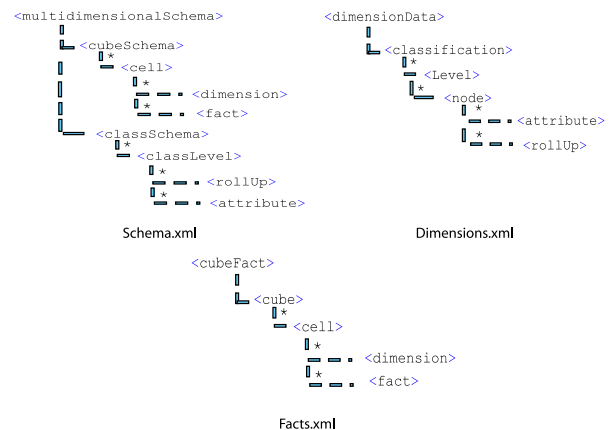 <multidimensionalSchema>
<cubeSchema>
*
<cell>
*
<dimension>
*
<fact>
<classSchema>
*
<classLevel>
*
<rollUp>
*
<attribute>
Schema.xml
<dimensionData>
<classification>
*
<Level>
*
<node>
*
<attribute>
*
<rollUp>
Dimensions.xml
<cubeFact>
<cube>
*
<cell>
*
<dimension>
*
<fact>
Facts.xml